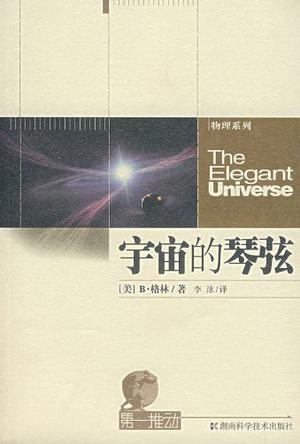 物理系列
The
Elegant
Universe
宇宙的琴弦
[美] B·格林/著 李泳/译
第一推动
湖南科学技术出版社